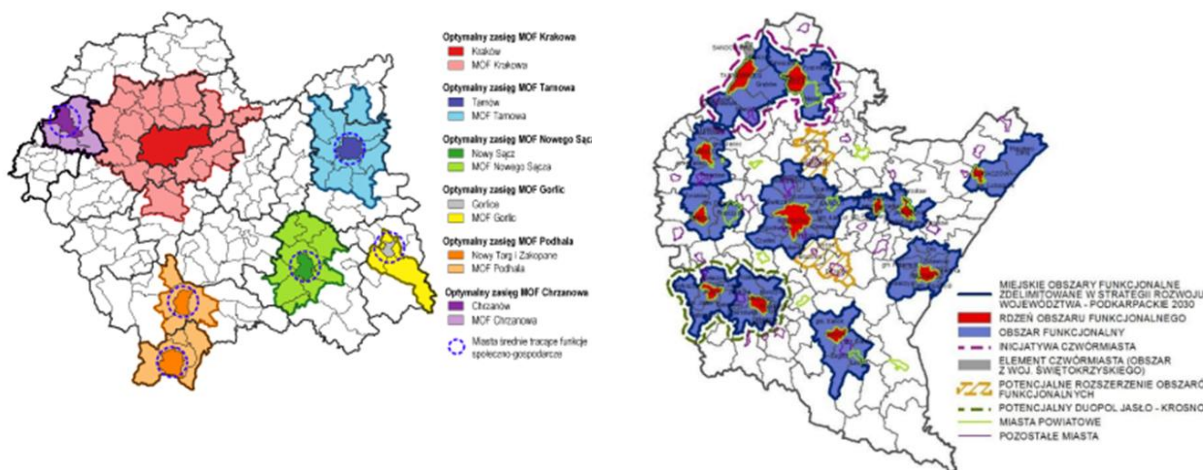 Optymalny zasięg MOF Krakowa
Kraków
MOF Krakowa
Optymalny zasięg MOF Tarnowa
Tarnów
MOF Tarnowa
Optymalny zasięg MOF Nowego Sąc
Nowy Sącz
MOF Nowego Sącza
Optymalny zasięg MOF Gorlic
Gorlice
MOF Gorlic
Optymalny zasięg MOF Podhala
Nowy Targ i Zakopane
MOF Podhala
Optymalny zasięg MOF Chrzanowa
Chrzanów
MOF Chrzanowa
Miasta średnie tracące funkcje
społeczno-gospodarcze
MIEJSKIE OBSZARY FUNKCJONALNE
ZDELIMITOWANE W STRATEGII ROZWOJU
WOJEWÓDZTWA - PODKARPACKIE 2030
RDZEŃ OBSZARU FUNKCJONALNEGO
OBSZAR FUNKCJONALNY
INICJATYWA CZWÓRMIASTA
ELEMENT CZWÓRMIASTA (OBSZAR
Z WOJ. ŚWIĘTOKRZYSKIEGO)
POTENCJALNE ROZSZERZENIE OBSZARÓ
FUNKCJONALNYCH
POTENCJALNY DUOPOL JASŁO - KROSNO
MIASTA POWIATOWE
POZOSTAŁE MIASTA